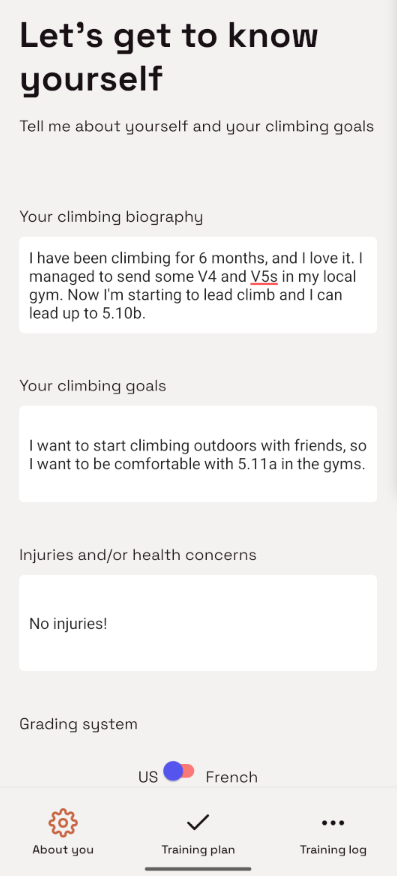 Let's get to know
yourself
Tell me about yourself and your climbing goals
Your climbing biography
I have been climbing for 6 months, and I love it. I
managed to send some V4 and V5s in my local
gym. Now I'm starting to lead climb and I can
lead up to 5.10b.
Your climbing goals
I want to start climbing outdoors with friends, so
I want to be comfortable with 5.11a in the gyms.
Injuries and/or health concerns
No injuries!
Grading system
US French
About you Training plan Training log